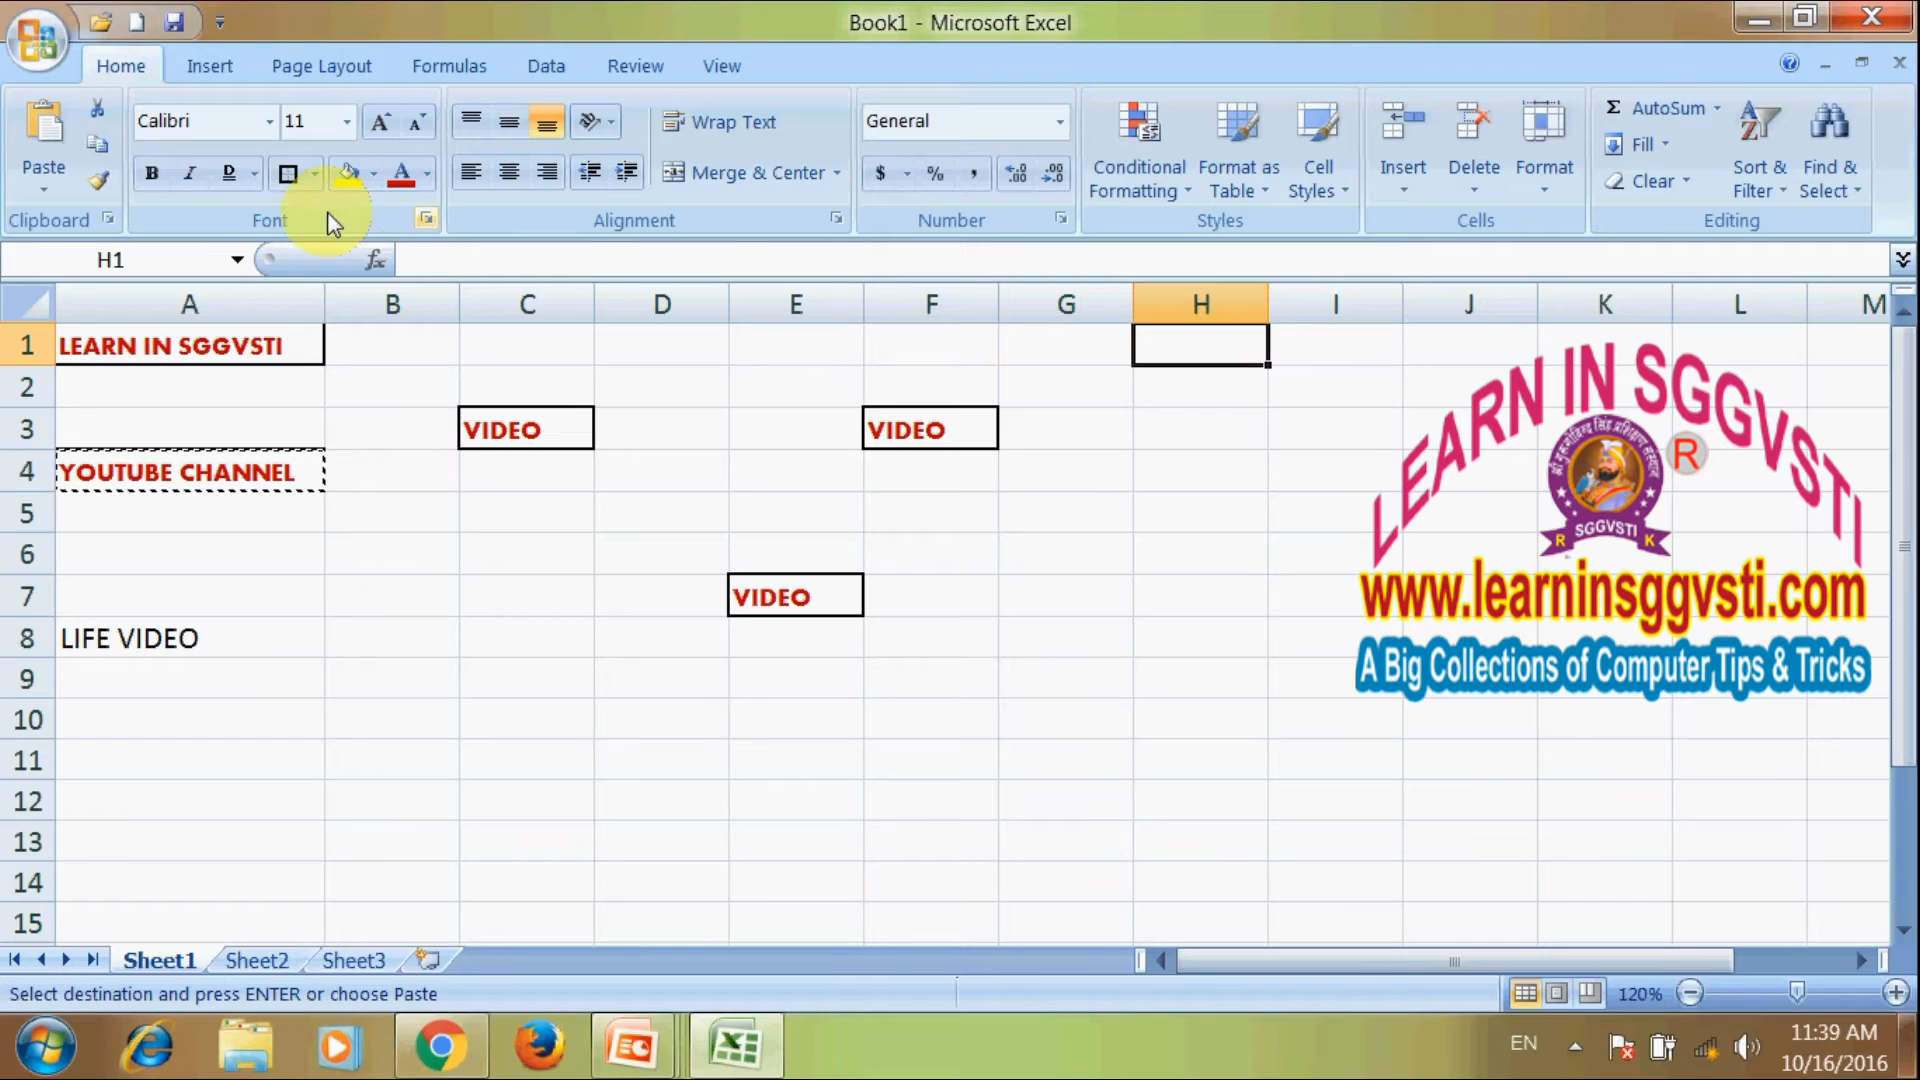 Book1 - Microsoft Excel
Home Insert Page Layout Formulas Data Review View
Calibri 11 A A Wrap Text General AutoSum
Paste B I D A Merge & Center $ % , .00 Conditional Formatting Format as Table Cell Styles Insert Delete Format Fill Clear Sort & Filter Find & Select
Clipboard Font Alignment Number Styles Cells Editing
H1 fx
A B C D E F G H I J K L M
1 LEARN IN SGGVSTI
2
3 VIDEO VIDEO
4 YOUTUBE CHANNEL
5
6
7 VIDEO
8 LIFE VIDEO
9
10
11
12
13
14
15
LEARN IN SGGVSTI
R
SGGVSTI
R K
www.learninsggvsti.com
A Big Collections of Computer Tips & Tricks
Sheet1 Sheet2 Sheet3
Select destination and press ENTER or choose Paste 120%
EN 11:39 AM
10/16/2016